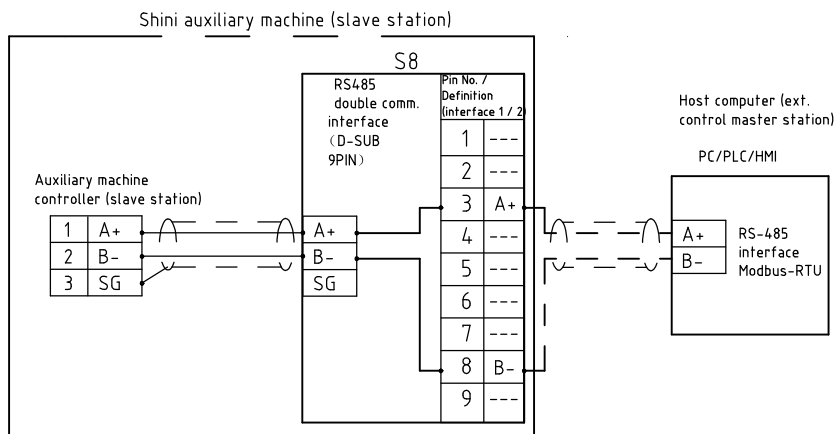 Shini auxiliary machine (slave station)
S8
RS485
double comm.
interface
(D-SUB
9PIN)
Pin No. /
Definition
(interface 1 / 2)
1 ---
2 ---
3 A+
4 ---
5 ---
6 ---
7 ---
8 B-
9 ---
Auxiliary machine
controller (slave station)
1 A+
2 B-
3 SG
A+
B-
SG
Host computer (ext.
control master station)
PC/PLC/HMI
A+
B-
RS-485
interface
Modbus-RTU